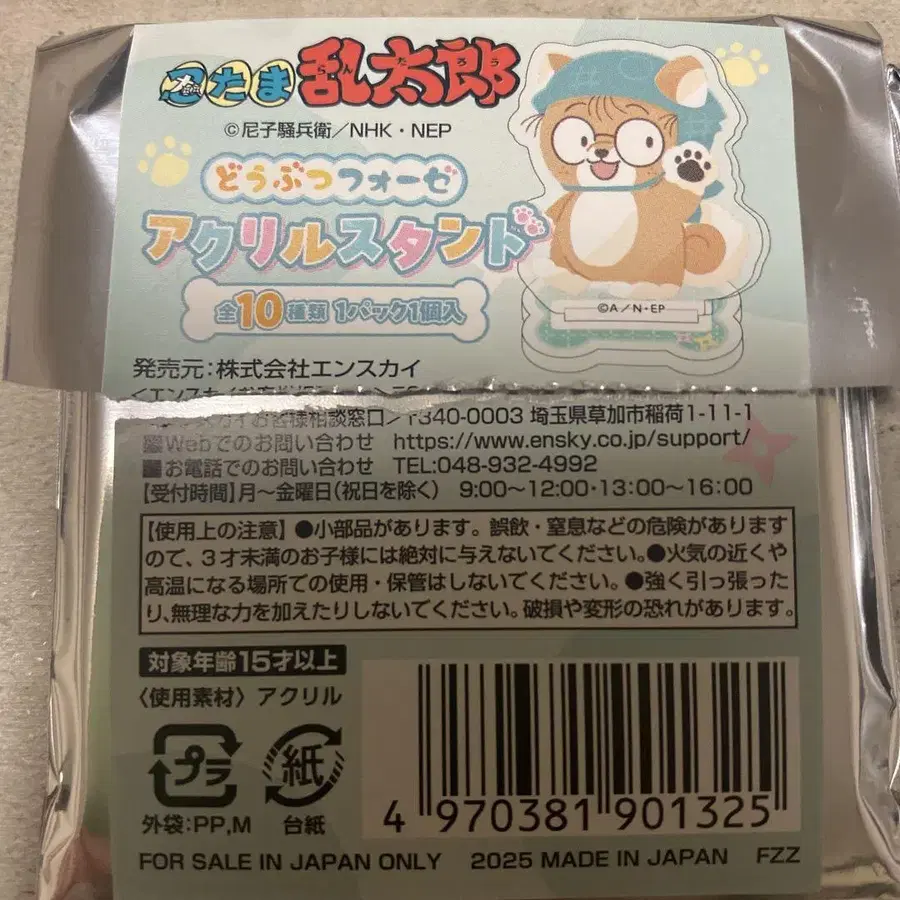 忍たま乱太郎
©尼子騒兵衛/NHK・NEP
どうぶつフォーゼ
アクリルスタンド
全10種類 1パック1個入
©A/N・EP
発売元:株式会社エンスカイ
お客様相談窓口/〒340-0003 埼玉県草加市稲荷1-11-1
■Webでのお問い合わせ https://www.ensky.co.jp/support/
■お電話でのお問い合わせ TEL:048-932-4992
【受付時間】月〜金曜日(祝日を除く) 9:00〜12:00・13:00〜16:00
【使用上の注意】●小部品があります。誤飲・窒息などの危険があります
ので、3才未満のお子様には絶対に与えないでください。●火気の近くや
高温になる場所での使用・保管はしないでください。●強く引っ張った
り、無理な力を加えたりしないでください。破損や変形の恐れがあります。
対象年齢15才以上
〈使用素材〉アクリル
プラ
紙
外袋:PP,M 台紙
4 970381 901325
FOR SALE IN JAPAN ONLY 2025 MADE IN JAPAN FZZ